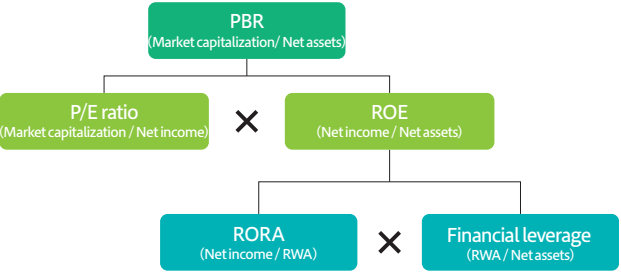 PBR
(Market capitalization/ Net assets)
P/E ratio
(Market capitalization / Net income)
×
ROE
(Net income / Net assets)
RORA
(Net income / RWA)
×
Financial leverage
(RWA / Net assets)